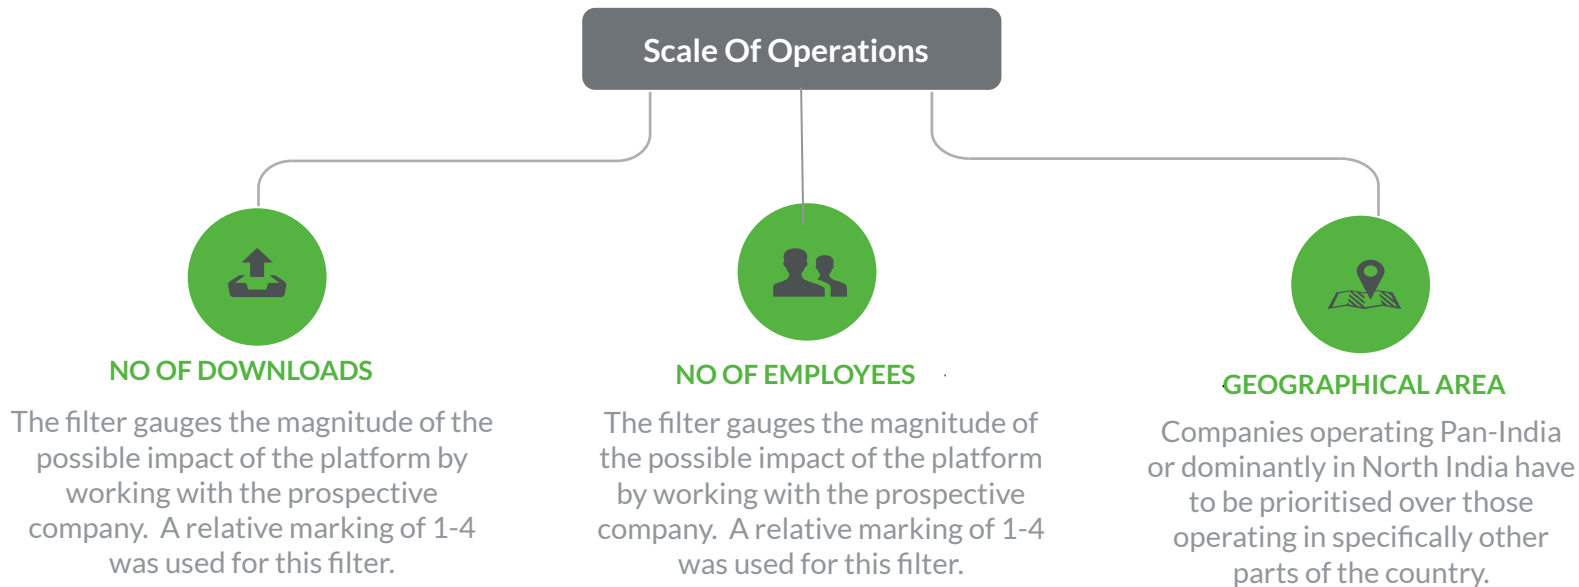 Scale Of Operations
NO OF DOWNLOADS
The filter gauges the magnitude of the
possible impact of the platform by
working with the prospective
company.  A relative marking of 1-4
was used for this filter.
NO OF EMPLOYEES
The filter gauges the magnitude of
the possible impact of the platform
by working with the prospective
company.  A relative marking of 1-4
was used for this filter.
GEOGRAPHICAL AREA
Companies operating Pan-India
or dominantly in North India have
to be prioritised over those
operating in specifically other
parts of the country.